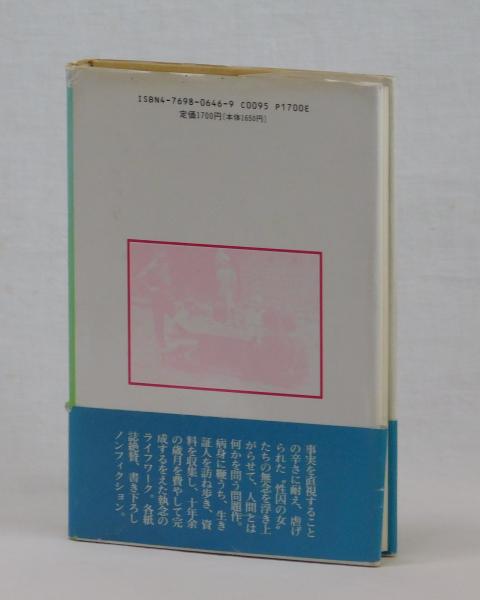 ISBN4-7698-0646-9 C0095 P1700E
定価1700円〔本体1650円〕
事実を直視すること
の辛さに耐え、虐げ
られた〝性囚の女〟
たちの無念を浮き上
がらせて、人間とは
何かを問う問題作。
病身に鞭うち、生き
証人を訪ね歩き、資
料を収集し、十年余
の歳月を費やして完
成するをえた執念の
ライフワーク。各紙
誌絶賛、書き下ろし
ノンフィクション。